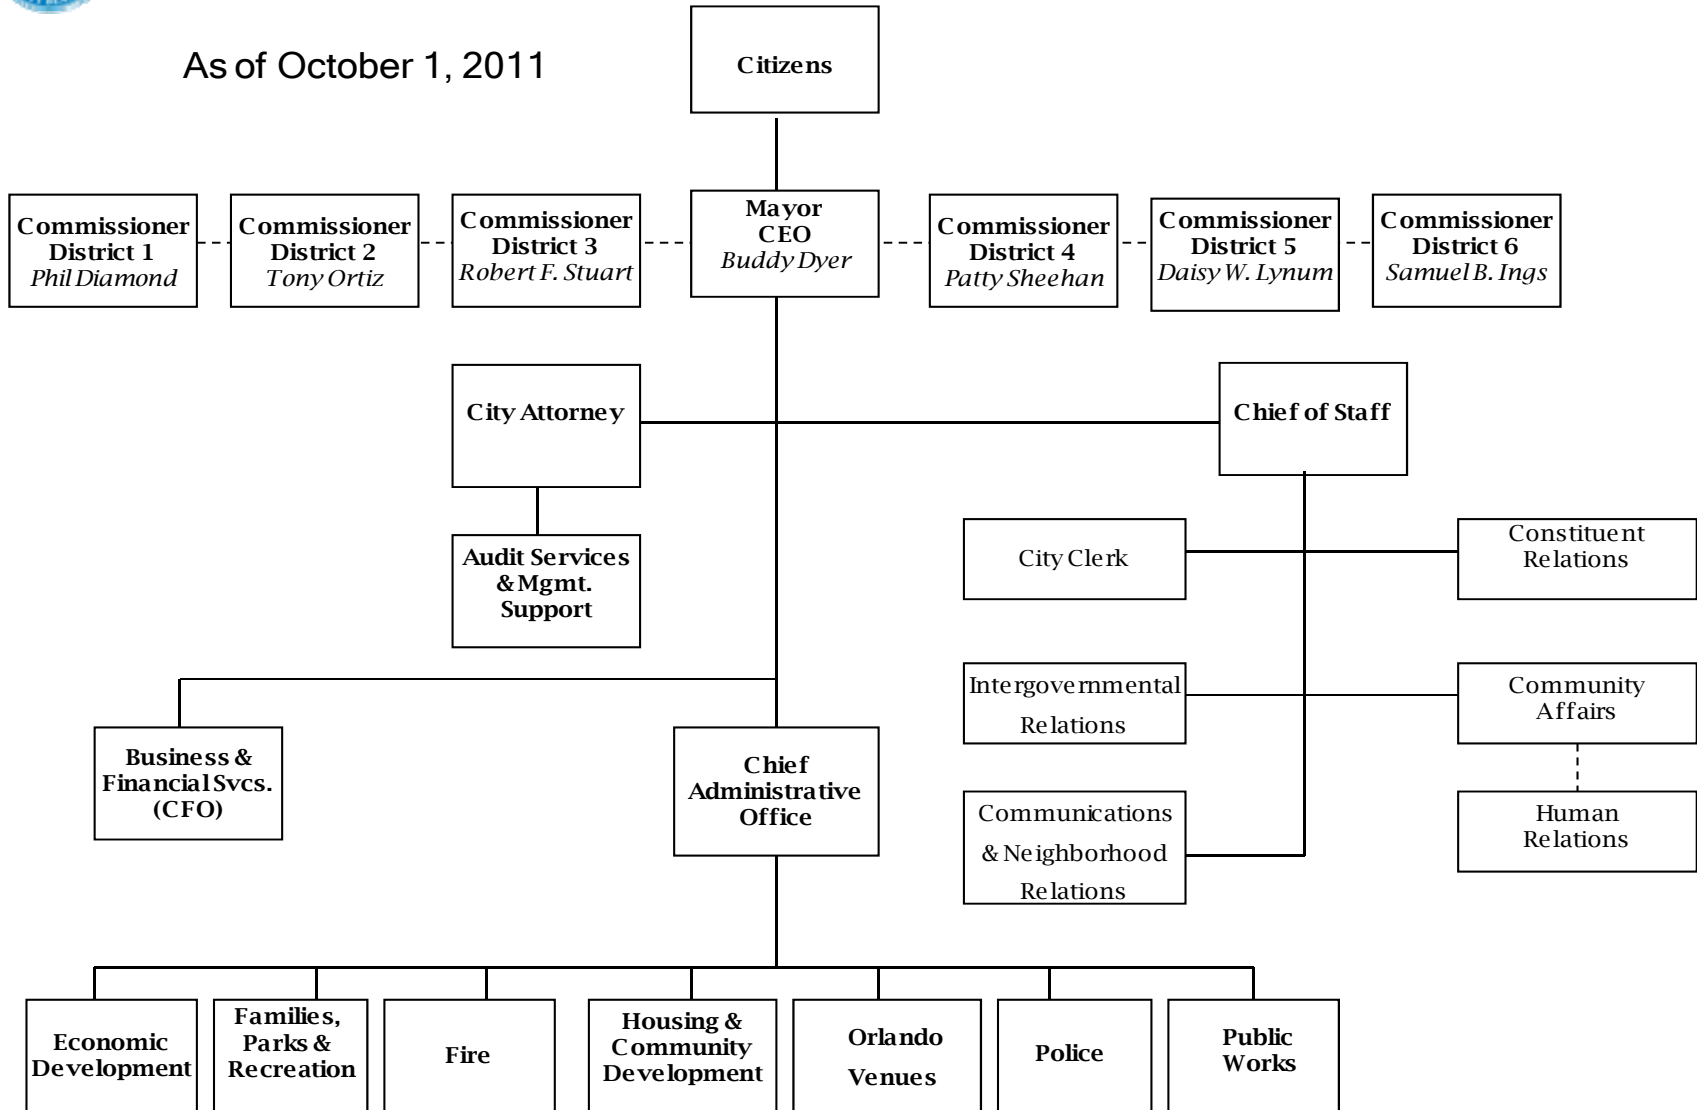 As of October 1, 2011
Citizens
Commissioner
District 1
Phil Diamond
Commissioner
District 2
Tony Ortiz
Commissioner
District 3
Robert F. Stuart
Mayor
CEO
Buddy Dyer
Commissioner
District 4
Patty Sheehan
Commissioner
District 5
Daisy W. Lynum
Commissioner
District 6
Samuel B. Ings
City Attorney
Chief of Staff
Audit Services
& Mgmt.
Support
City Clerk
Constituent
Relations
Intergovernmental
Relations
Community
Affairs
Business &
Financial Svcs.
(CFO)
Chief
Administrative
Office
Communications
& Neighborhood
Relations
Human
Relations
Economic
Development
Families,
Parks &
Recreation
Fire
Housing &
Community
Development
Orlando
Venues
Police
Public
Works